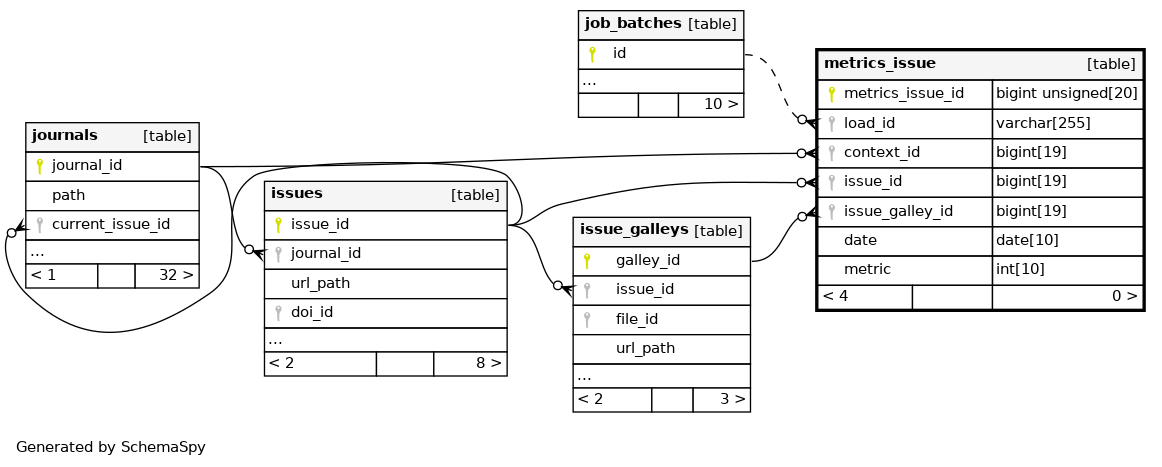 job_batches [table]
id
...
10 >
metrics_issue [table]
metrics_issue_id bigint unsigned[20]
load_id varchar[255]
context_id bigint[19]
issue_id bigint[19]
issue_galley_id bigint[19]
date date[10]
metric int[10]
< 4 0 >
journals [table]
journal_id
path
current_issue_id
...
< 1 32 >
issues [table]
issue_id
journal_id
url_path
doi_id
...
< 2 8 >
issue_galleys [table]
galley_id
issue_id
file_id
url_path
...
< 2 3 >
Generated by SchemaSpy